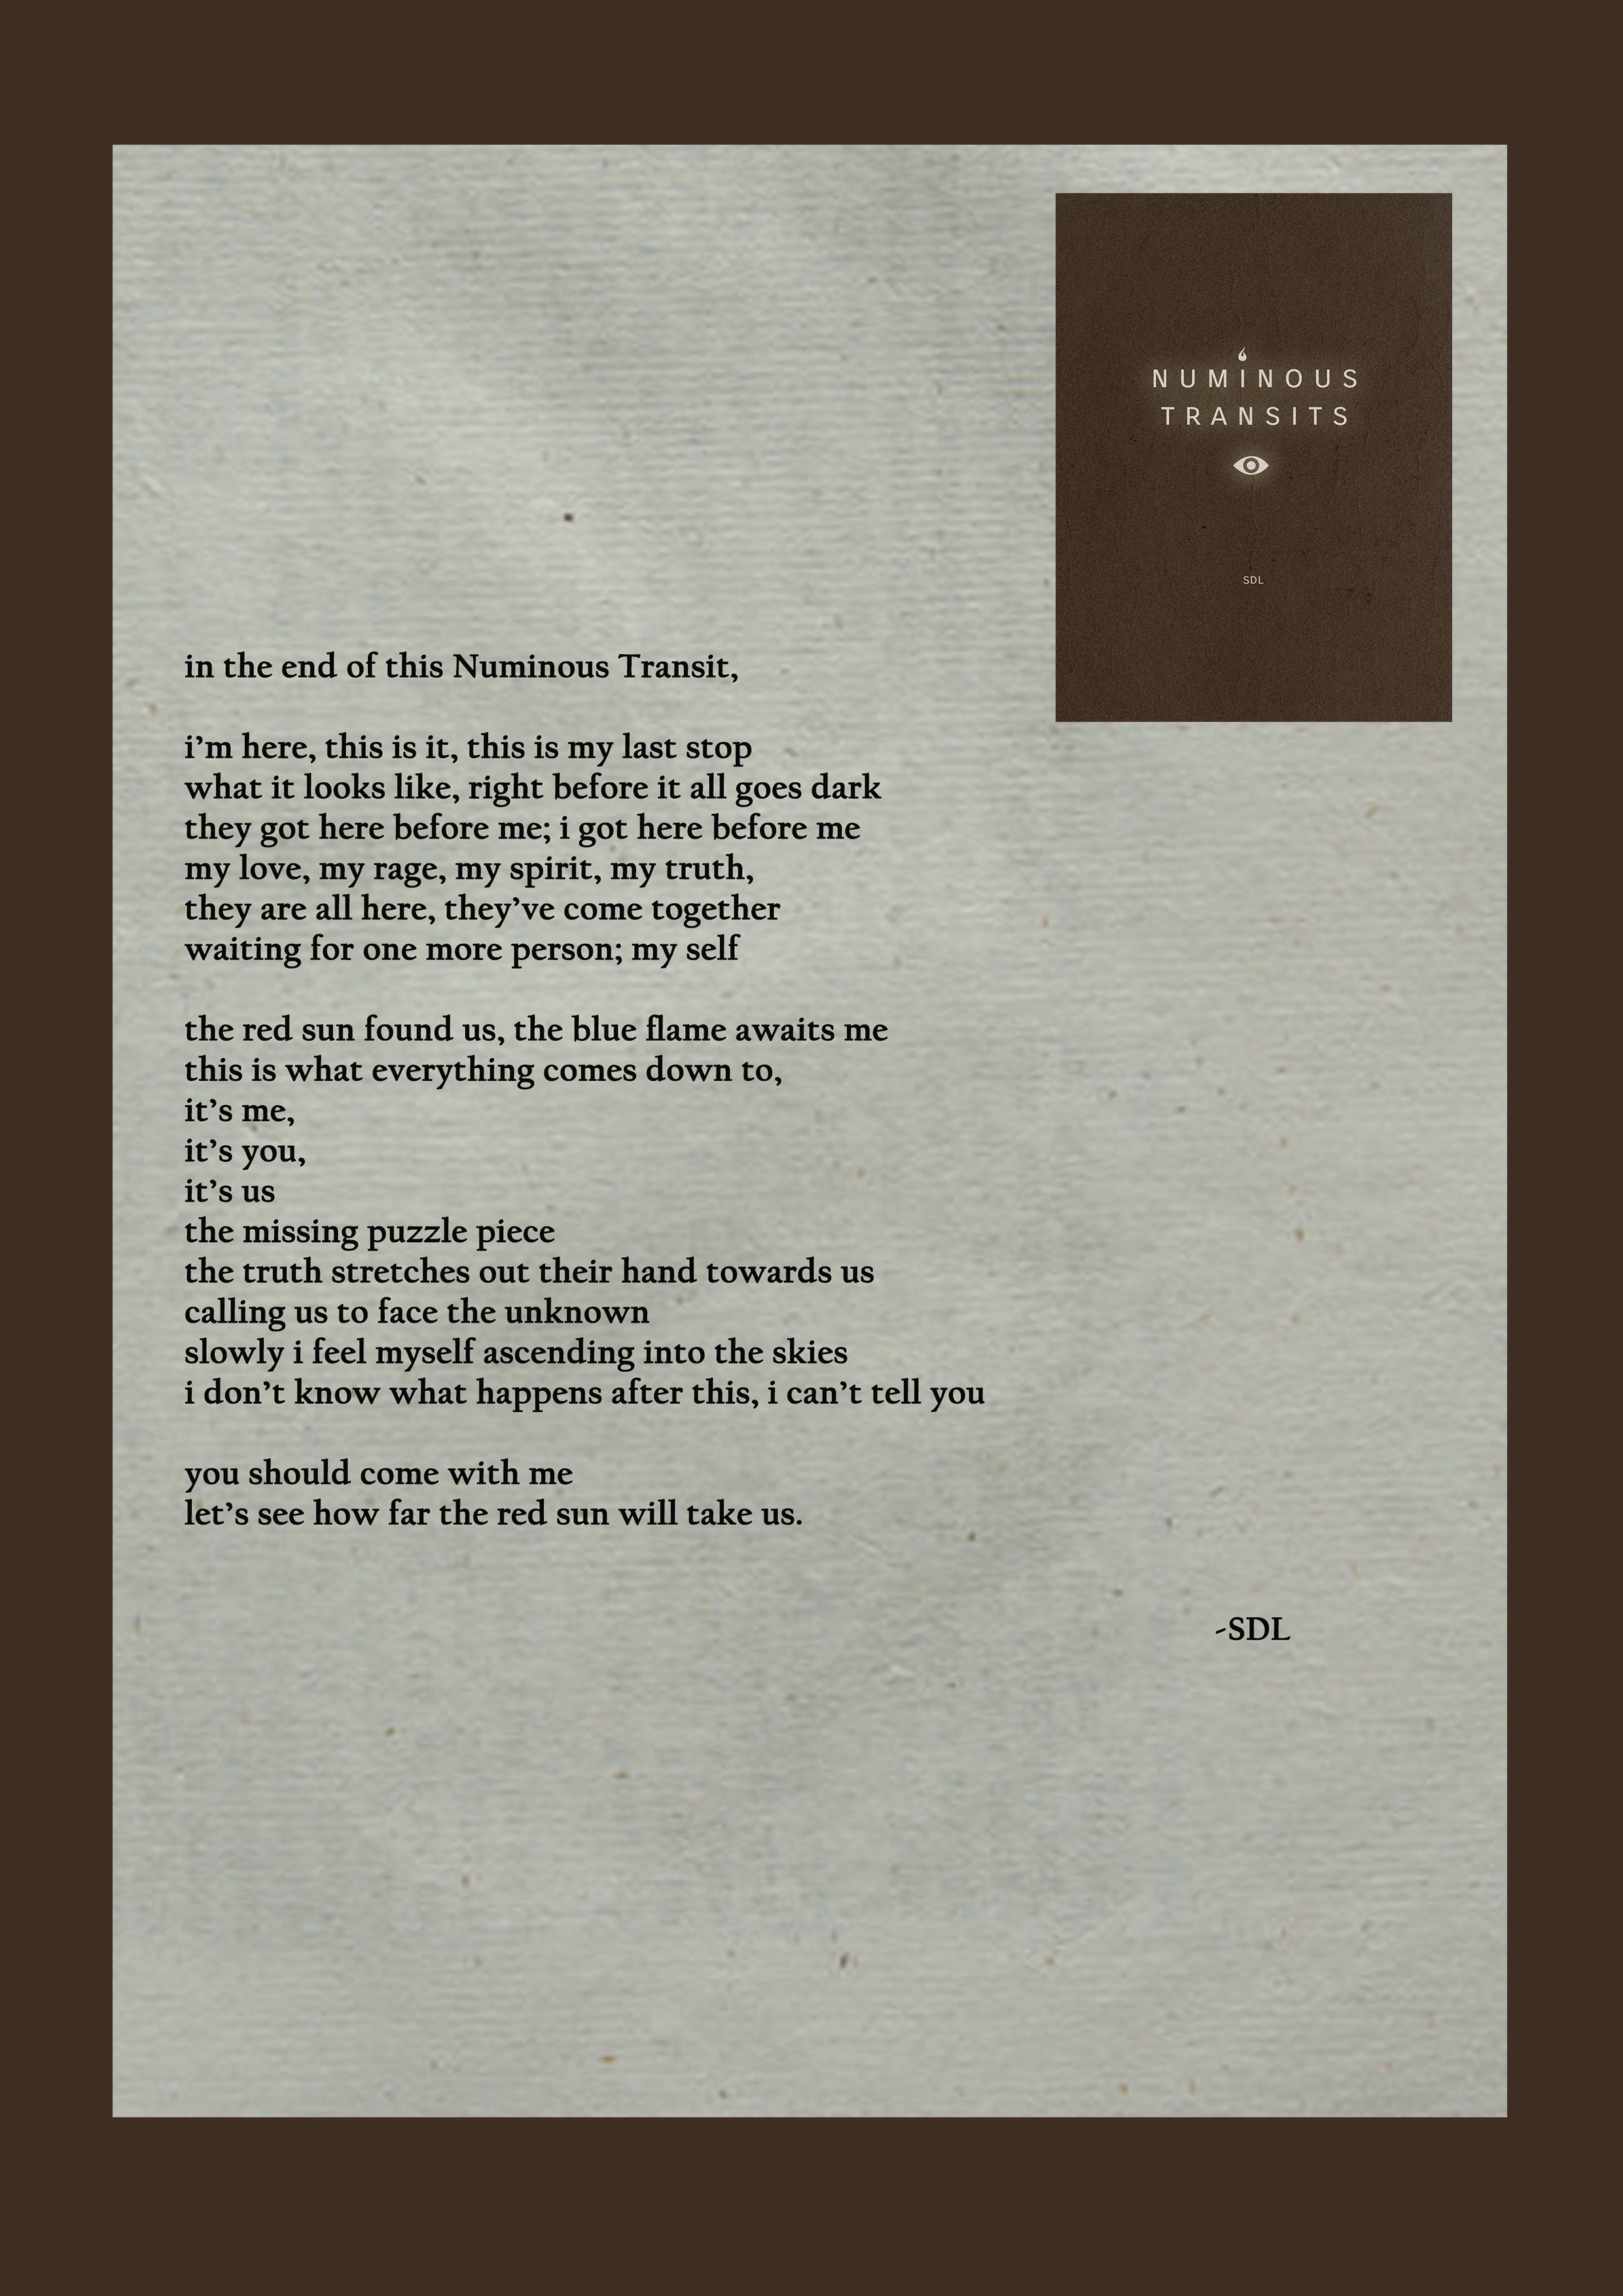 NUMINOUS
TRANSITS
SDL
in the end of this Numinous Transit,
i’m here, this is it, this is my last stop
what it looks like, right before it all goes dark
they got here before me; i got here before me
my love, my rage, my spirit, my truth,
they are all here, they’ve come together
waiting for one more person; my self
the red sun found us, the blue flame awaits me
this is what everything comes down to,
it’s me,
it’s you,
it’s us
the missing puzzle piece
the truth stretches out their hand towards us
calling us to face the unknown
slowly i feel myself ascending into the skies
i don’t know what happens after this, i can’t tell you
you should come with me
let’s see how far the red sun will take us.
-SDL